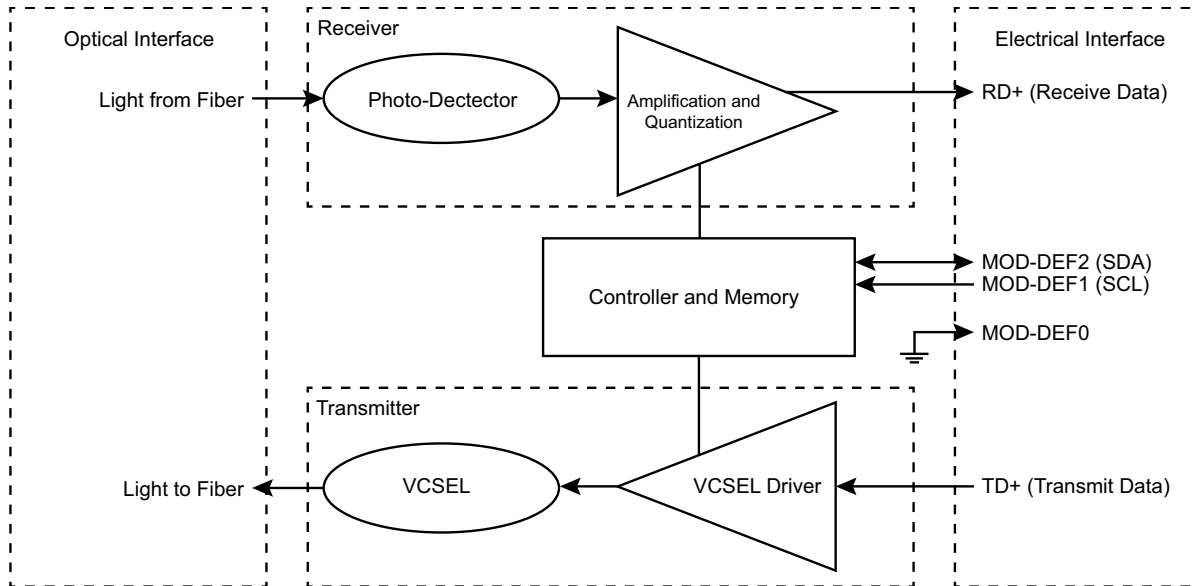 Optical Interface
Receiver
Electrical Interface
Light from Fiber
Photo-Dectector
Amplification and
Quantization
RD+ (Receive Data)
Controller and Memory
MOD-DEF2 (SDA)
MOD-DEF1 (SCL)
MOD-DEF0
Transmitter
Light to Fiber
VCSEL
VCSEL Driver
TD+ (Transmit Data)